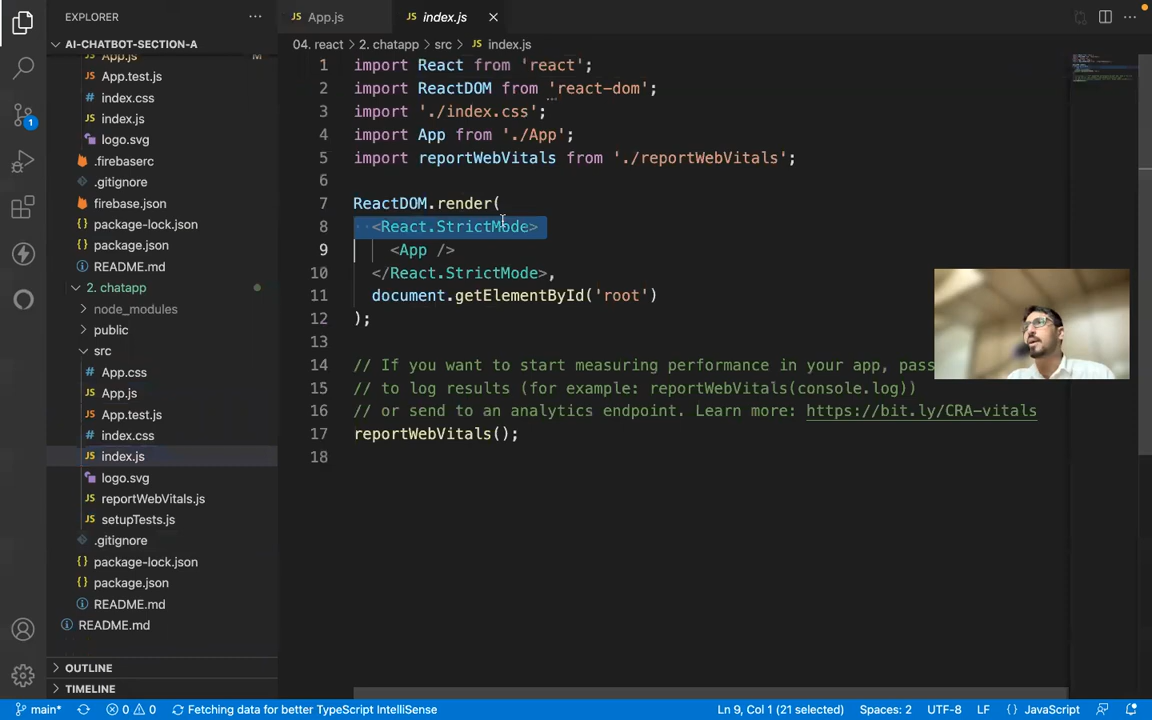 EXPLORER
AI-CHATBOT-SECTION-A
App.js
M
App.test.js
index.css
index.js
logo.svg
.firebaserc
.gitignore
firebase.json
package-lock.json
package.json
README.md
2. chatapp
node_modules
public
src
App.css
App.js
App.test.js
index.css
index.js
logo.svg
reportWebVitals.js
setupTests.js
.gitignore
package-lock.json
package.json
README.md
README.md
OUTLINE
TIMELINE
JS App.js
JS index.js
04. react > 2. chatapp > src > JS index.js
1 import React from 'react';
2 import ReactDOM from 'react-dom';
3 import './index.css';
4 import App from './App';
5 import reportWebVitals from './reportWebVitals';
6
7 ReactDOM.render(
8 <React.StrictMode>
9 <App />
10 </React.StrictMode>,
11 document.getElementById('root')
12 );
13
14 // If you want to start measuring performance in your app, pass
15 // to log results (for example: reportWebVitals(console.log))
16 // or send to an analytics endpoint. Learn more: https://bit.ly/CRA-vitals
17 reportWebVitals();
18
main* 0 0 Fetching data for better TypeScript IntelliSense Ln 9, Col 1 (21 selected) Spaces: 2 UTF-8 LF {} JavaScript